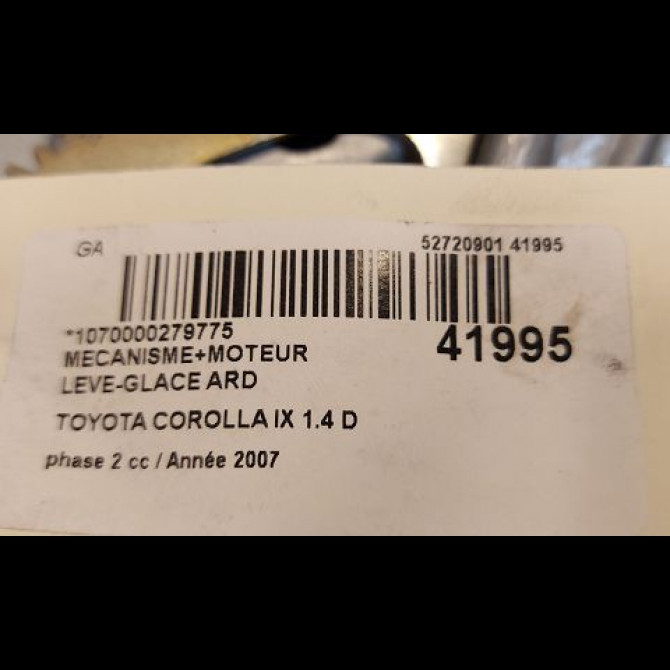 GA 52720901 41995
*1070000279775
41995
MECANISME+MOTEUR
LEVE-GLACE ARD
TOYOTA COROLLA IX 1.4 D
phase 2 cc / Année 2007